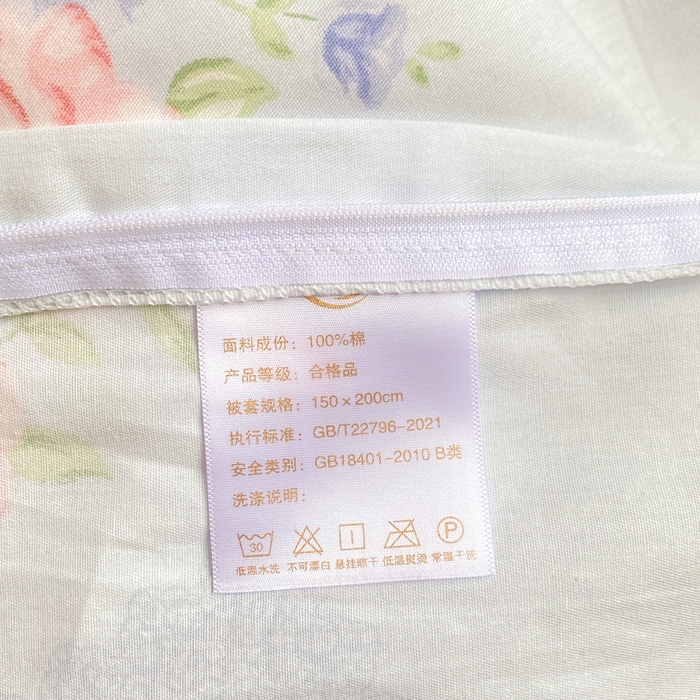 面料成份：100%棉
产品等级：合格品
被套规格：150×200cm
执行标准：GB/T22796-2021
安全类别：GB18401-2010 B类
洗涤说明：
30 P
低温水洗 不可漂白 悬挂晾干 低温熨烫 常温干洗